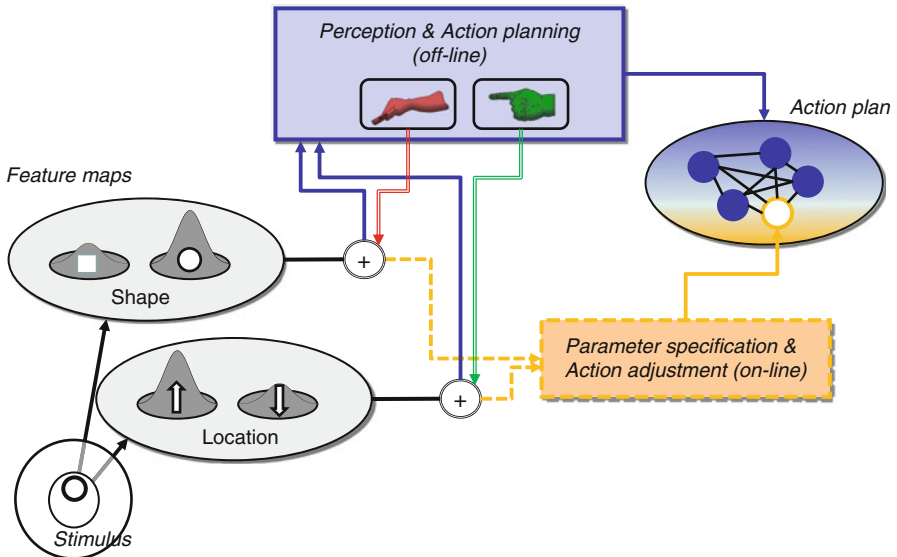 Perception & Action planning
(off-line)
Action plan
Feature maps
Shape
+
Parameter specification &
Action adjustment (on-line)
Location
+
Stimulus